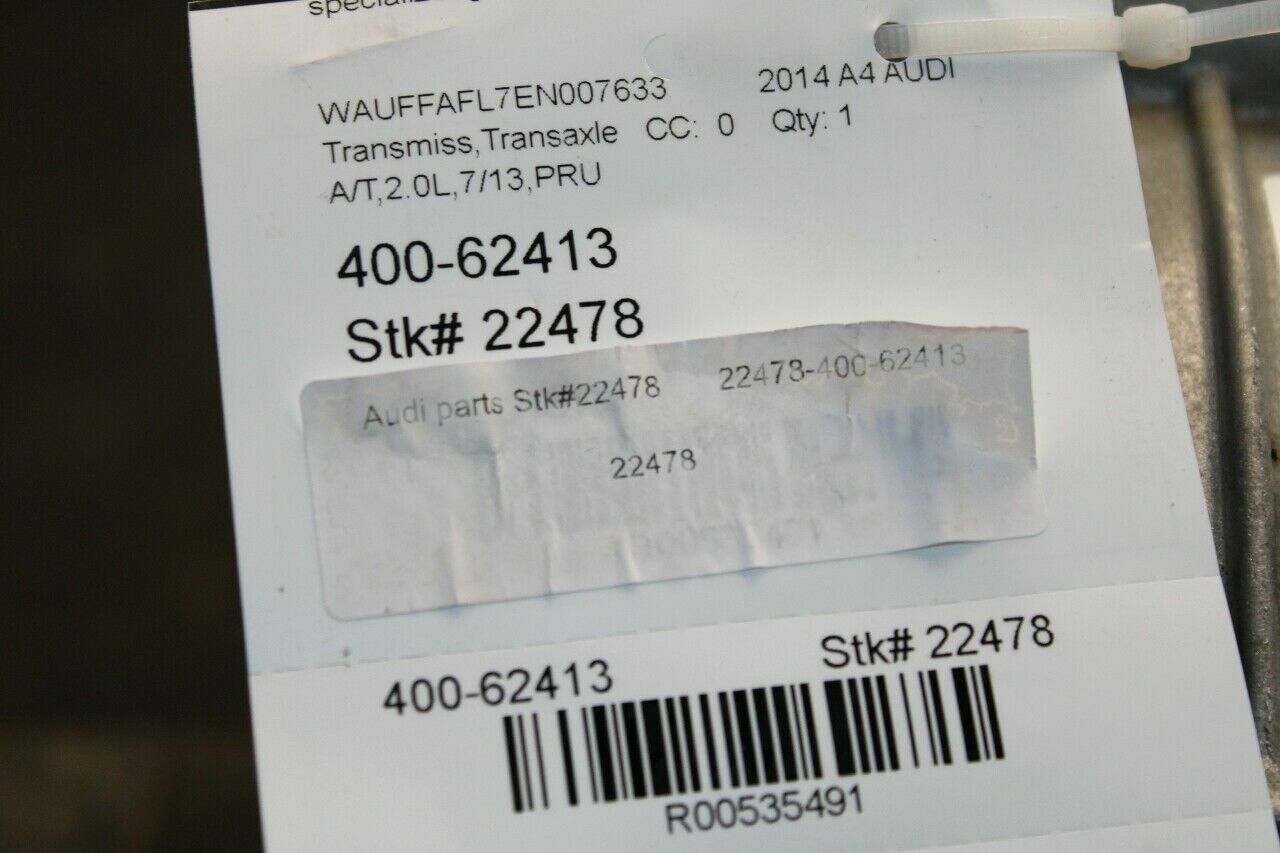 WAUFFAFL7EN007633 2014 A4 AUDI
Transmiss,Transaxle CC: 0 Qty: 1
A/T,2.0L,7/13,PRU
400-62413
Stk# 22478
Audi parts Stk#22478 22478-400-62413
22478
400-62413 Stk# 22478
R00535491